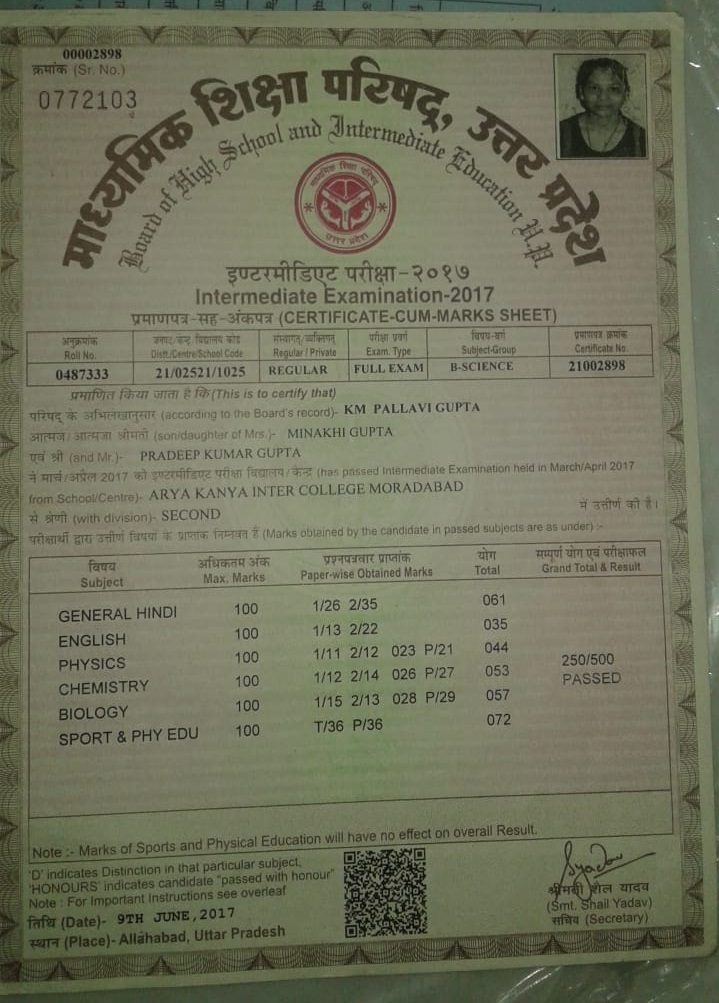 00002898
क्रमांक (Sr. No.)
0772103
माध्यमिक शिक्षा परिषद्, उत्तर प्रदेश
Board of High School and Intermediate Education U.P.
माध्यमिक शिक्षा परिषद्
उत्तर प्रदेश
इण्टरमीडिएट परीक्षा-२०१७
Intermediate Examination-2017
प्रमाणपत्र-सह-अंकपत्र (CERTIFICATE-CUM-MARKS SHEET)
अनुक्रमांक जनपद/केन्द्र/विद्यालय कोड संस्थागत/व्यक्तिगत परीक्षा प्रवर्ग विषय-वर्ग प्रमाणपत्र क्रमांक
Roll No. Distt./Centre/School Code Regular / Private Exam. Type Subject-Group Certificate No.
0487333 21/02521/1025 REGULAR FULL EXAM B-SCIENCE 21002898
प्रमाणित किया जाता है कि (This is to certify that)
परिषद् के अभिलेखानुसार (according to the Board's record)- KM PALLAVI GUPTA
आत्मज/आत्मजा श्रीमती (son/daughter of Mrs.)- MINAKHI GUPTA
एवं श्री (and Mr.)- PRADEEP KUMAR GUPTA
ने मार्च/अप्रैल 2017 की इण्टरमीडिएट परीक्षा विद्यालय/केन्द्र (has passed Intermediate Examination held in March/April 2017
from School/Centre)- ARYA KANYA INTER COLLEGE MORADABAD
से श्रेणी (with division)- SECOND में उत्तीर्ण की है।
परीक्षार्थी द्वारा उत्तीर्ण विषयों के प्राप्तांक निम्नवत हैं (Marks obtained by the candidate in passed subjects are as under) :-
विषय अधिकतम अंक प्रश्नपत्रवार प्राप्तांक योग सम्पूर्ण योग एवं परीक्षाफल
Subject Max. Marks Paper-wise Obtained Marks Total Grand Total & Result
GENERAL HINDI 100 1/26 2/35 061
ENGLISH 100 1/13 2/22 035
PHYSICS 100 1/11 2/12 023 P/21 044
CHEMISTRY 100 1/12 2/14 026 P/27 053
BIOLOGY 100 1/15 2/13 028 P/29 057
SPORT & PHY EDU 100 T/36 P/36 072
250/500
PASSED
Note :- Marks of Sports and Physical Education will have no effect on overall Result.
'D' indicates Distinction in that particular subject,
'HONOURS' indicates candidate "passed with honour"
Note : For Important Instructions see overleaf
तिथि (Date)- 9TH JUNE,2017
स्थान (Place)- Allahabad, Uttar Pradesh
Syadav
श्रीमती शैल यादव
(Smt. Shail Yadav)
सचिव (Secretary)